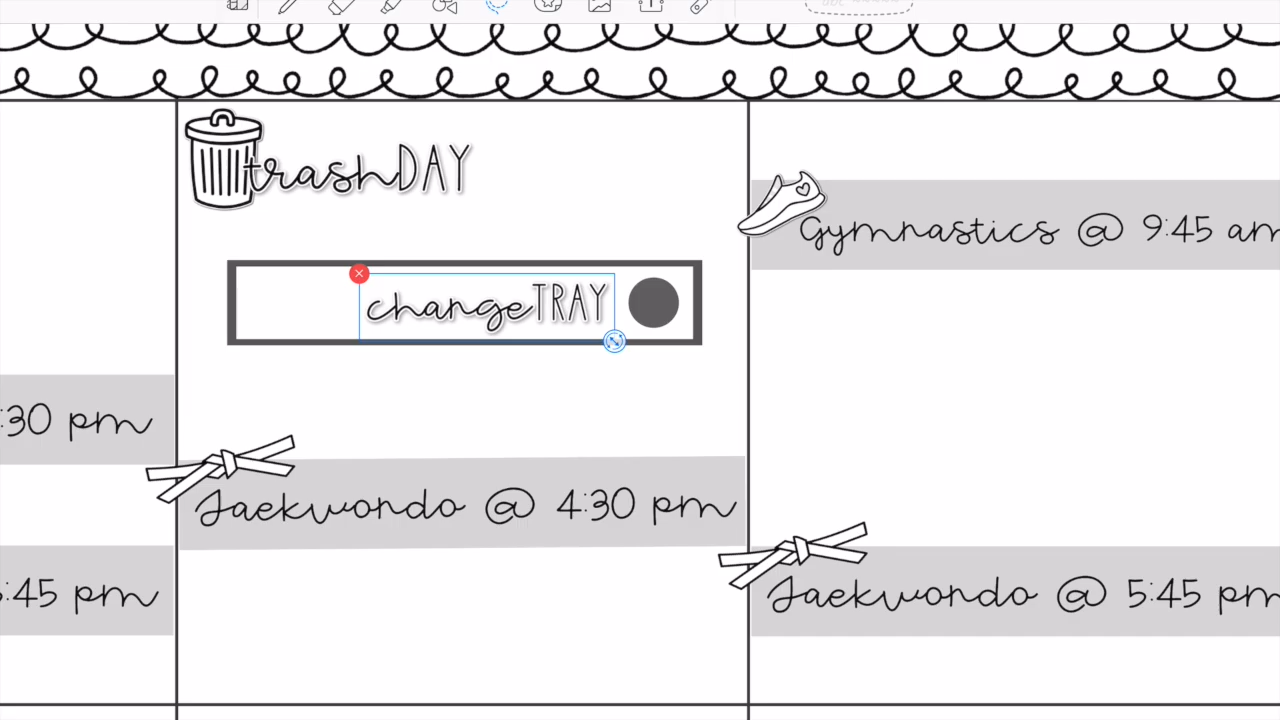 trashDAY
Gymnastics @ 9:45 am
changeTRAY
:30 pm
Taekwondo @ 4:30 pm
:45 pm
Taekwondo @ 5:45 pm